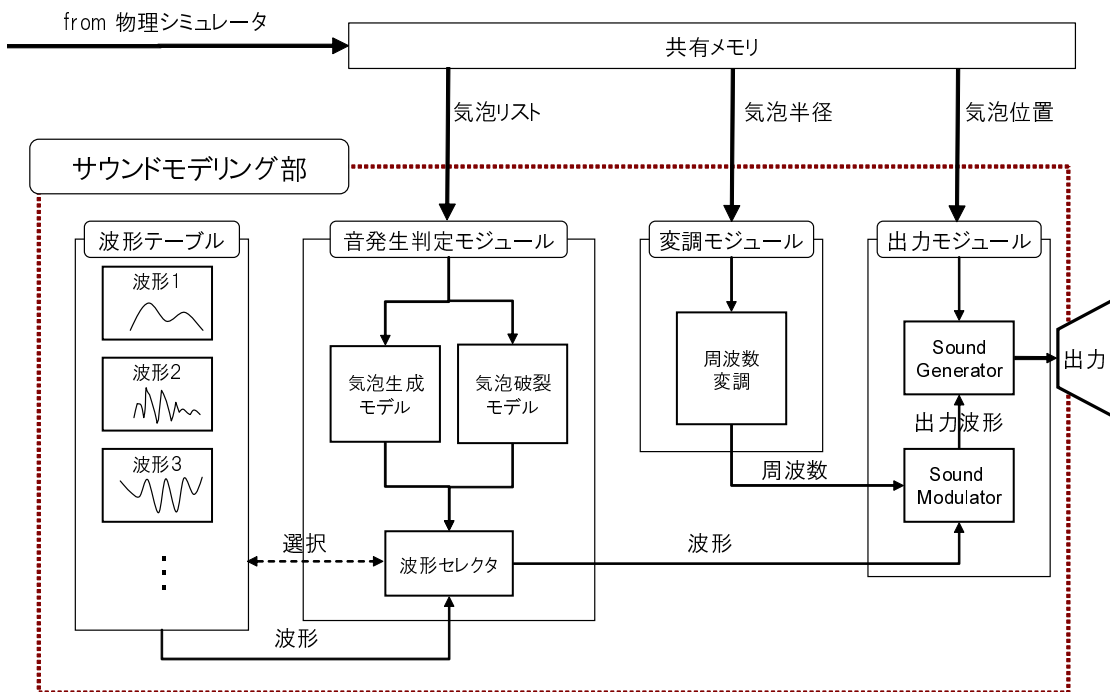 from 物理シミュレータ
共有メモリ
気泡リスト
気泡半径
気泡位置
サウンドモデリング部
波形テーブル
音発生判定モジュール
変調モジュール
出力モジュール
波形1
波形2
波形3
気泡生成
モデル
気泡破裂
モデル
周波数
変調
Sound
Generator
出力
出力波形
周波数
Sound
Modulator
選択
波形セレクタ
波形
波形